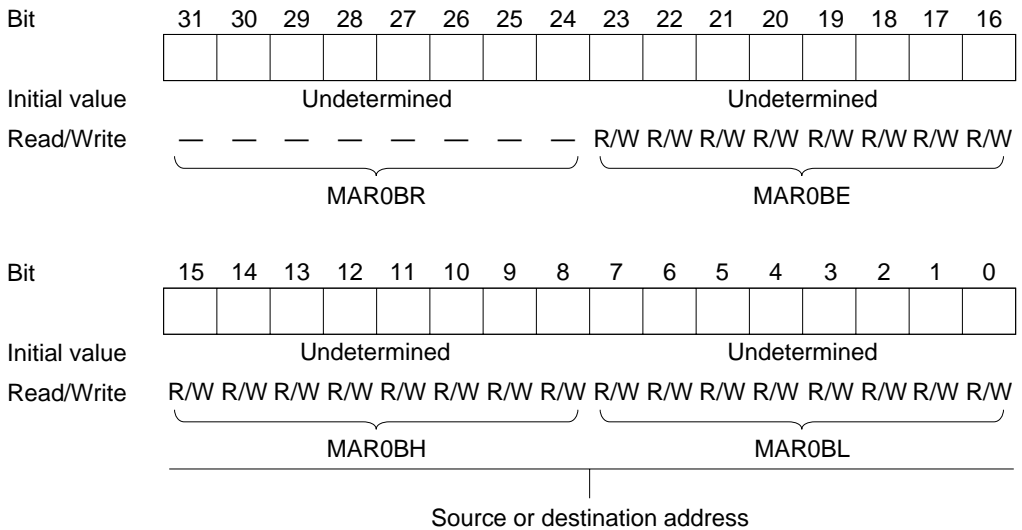 Bit 31 30 29 28 27 26 25 24 23 22 21 20 19 18 17 16
Initial value Undetermined Undetermined
Read/Write — — — — — — — — R/W R/W R/W R/W R/W R/W R/W R/W
MAR0BR MAR0BE
Bit 15 14 13 12 11 10 9 8 7 6 5 4 3 2 1 0
Initial value Undetermined Undetermined
Read/Write R/W R/W R/W R/W R/W R/W R/W R/W R/W R/W R/W R/W R/W R/W R/W R/W
MAR0BH MAR0BL
Source or destination address